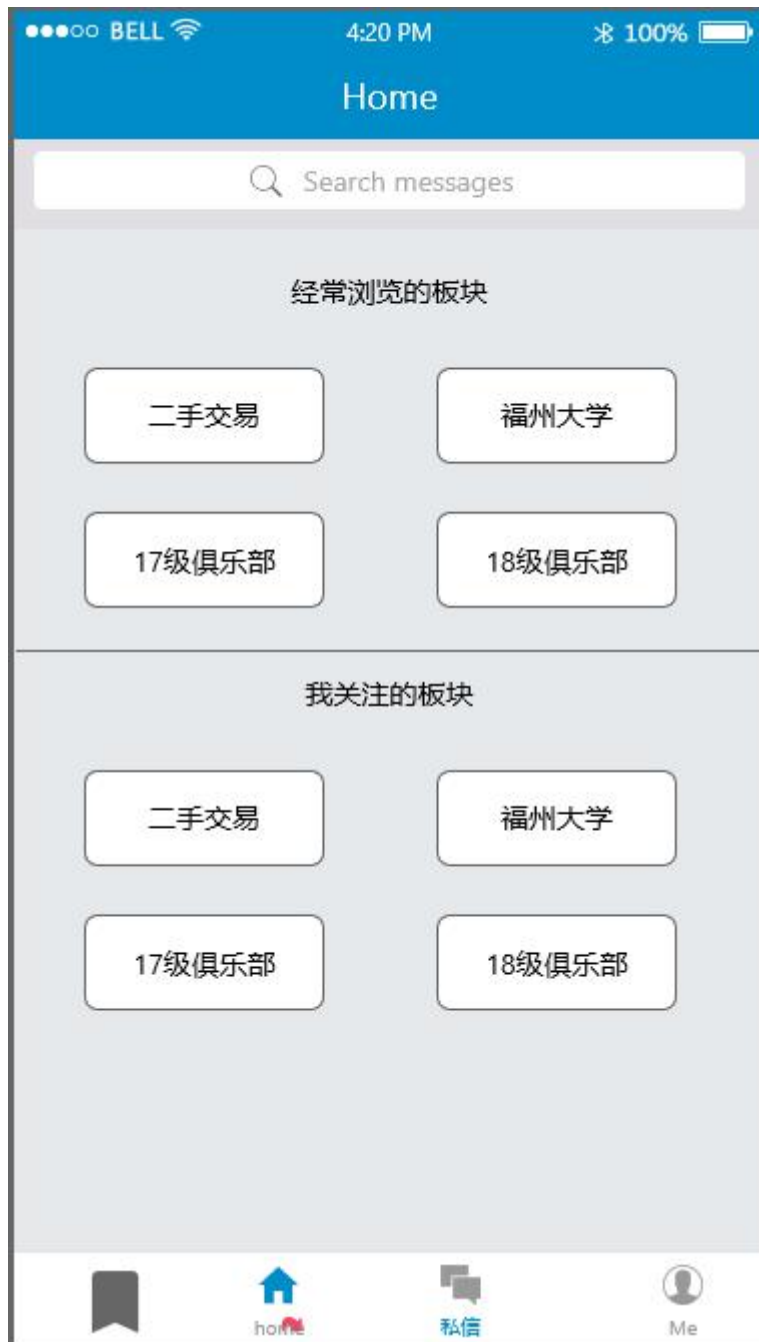 BELL 4:20 PM 100%
Home
Search messages
经常浏览的板块
二手交易 福州大学
17级俱乐部 18级俱乐部
我关注的板块
二手交易 福州大学
17级俱乐部 18级俱乐部
home 私信 Me